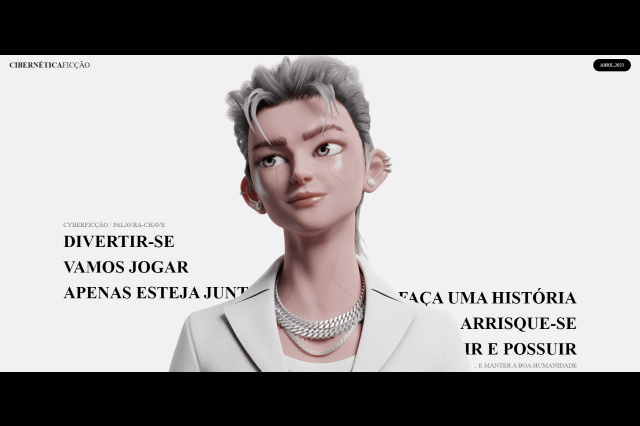 CIBERNÉTICAFICÇÃO
ABRIL,2023
CYBERFICÇÃO / PALAVRA-CHAVE
DIVERTIR-SE
VAMOS JOGAR
APENAS ESTEJA JUNT
FAÇA UMA HISTÓRIA
ARRISQUE-SE
IR E POSSUIR
... E MANTER A BOA HUMANIDADE